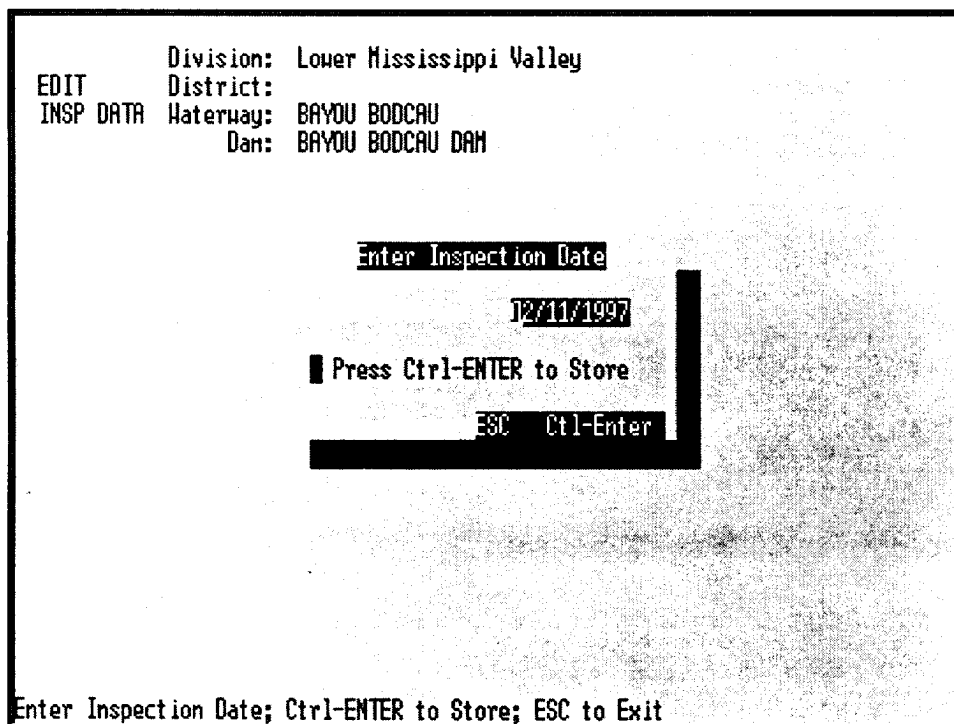 Division: Lower Mississippi Valley
EDIT District:
INSP DATA Waterway: BAYOU BODCAU
Dam: BAYOU BODCAU DAM
Enter Inspection Date
12/11/1997
Press Ctrl-ENTER to Store
ESC Ctl-Enter
Enter Inspection Date; Ctrl-ENTER to Store; ESC to Exit